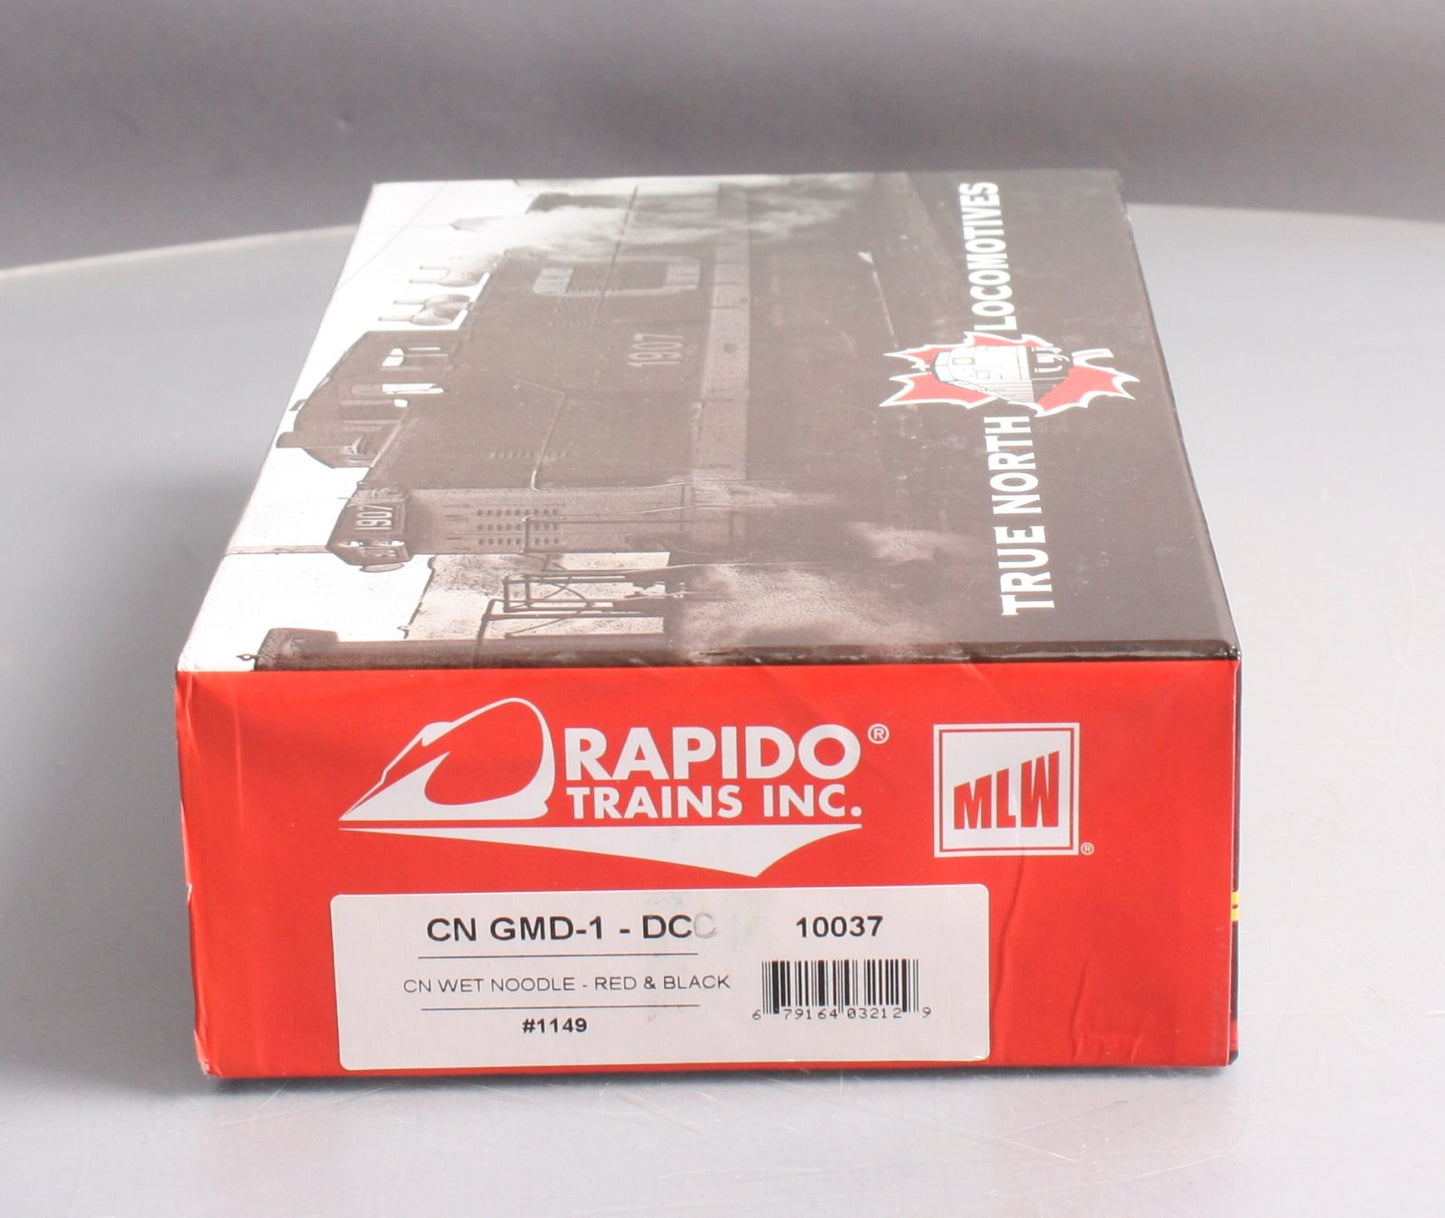 TRUE NORTH LOCOMOTIVES
1907
1907
RAPIDO®
TRAINS INC.
MLW
®
CN GMD-1 - DCC
10037
CN WET NOODLE - RED & BLACK
#1149
6 79164 03212 9